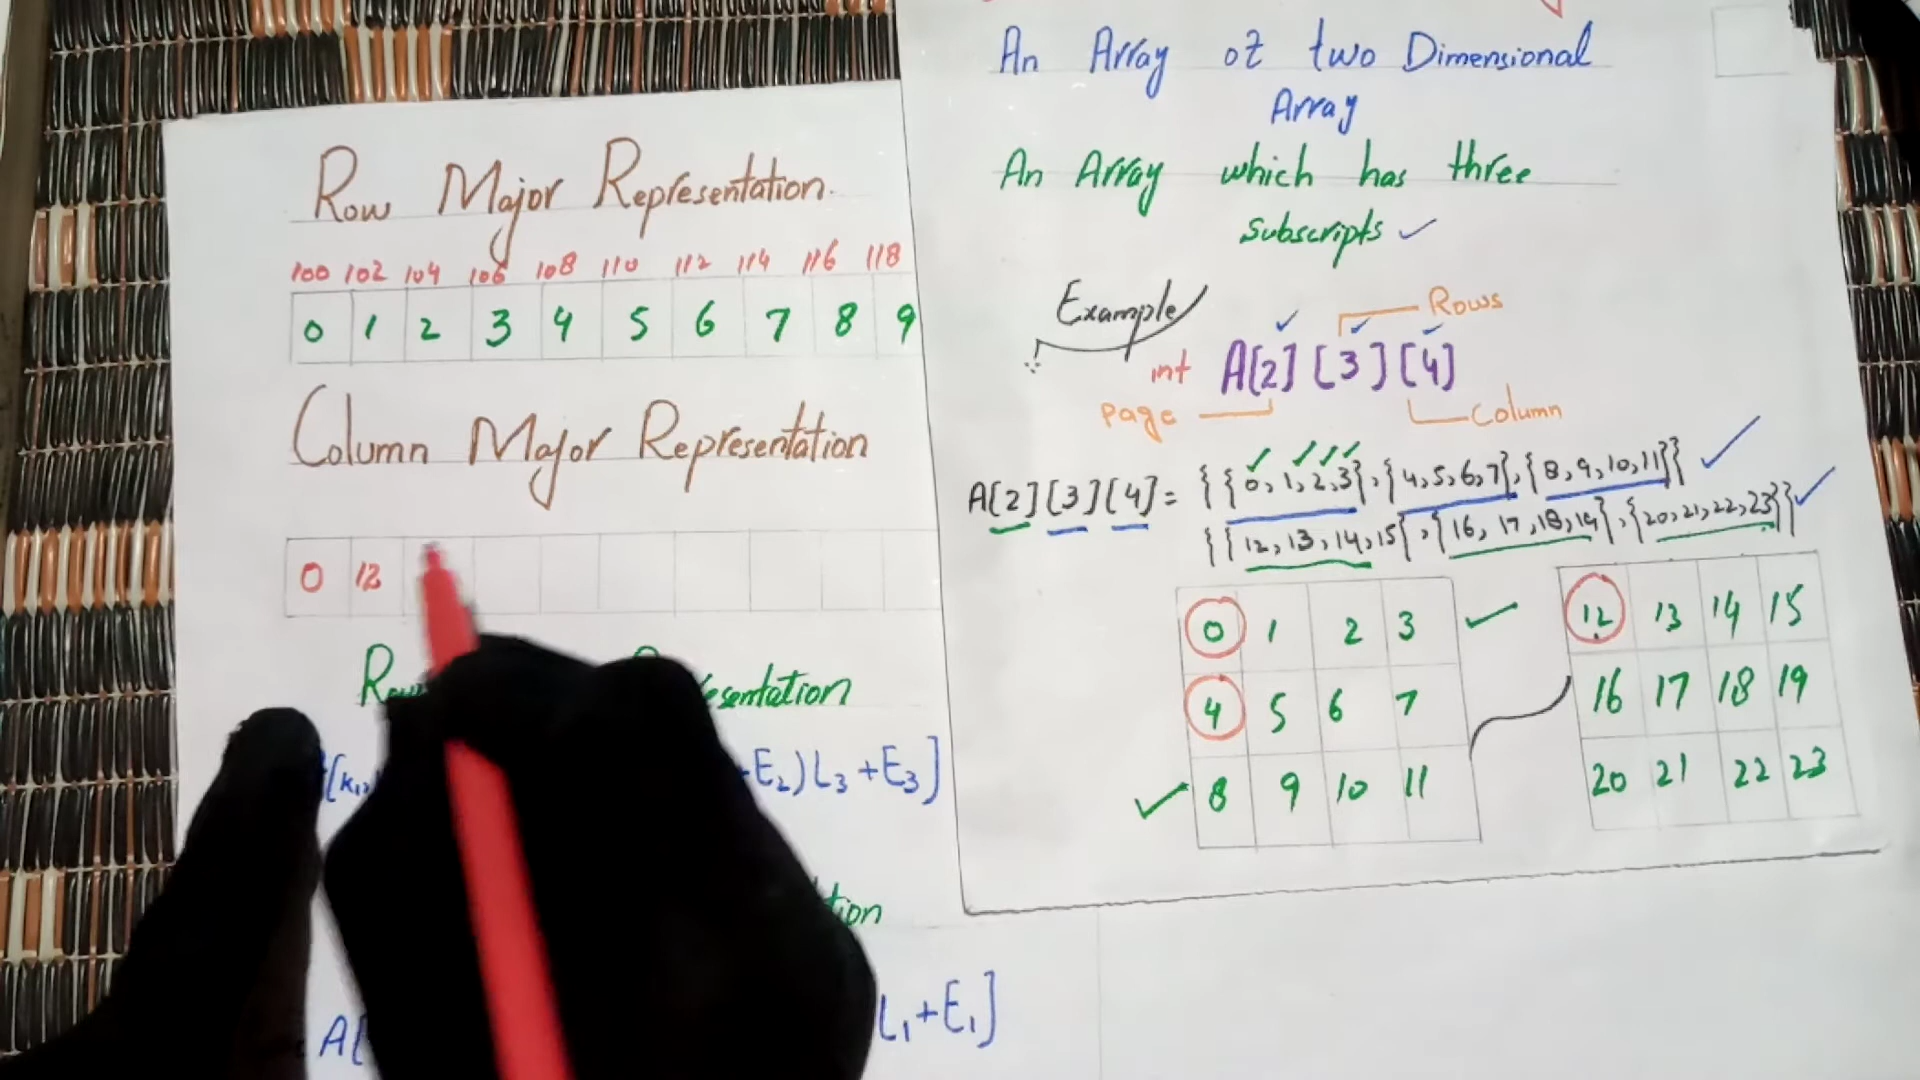 Row Major Representation.
100 102 104 106 108 110 112 114 116 118
0 1 2 3 4 5 6 7 8 9
Column Major Representation
0 12
esentation
E2)L3+E3]
tion
A[
L1+E1]
An Array of two Dimensional
Array
An Array which has three
subscripts ✓
Example
Rows
int A[2][3][4]
Page
Column
A[2][3][4]= {{0,1,2,3},{4,5,6,7},{8,9,10,11}}
{{12,13,14,15},{16,17,18,19},{20,21,22,23}}
0 1 2 3
4 5 6 7
8 9 10 11
12 13 14 15
16 17 18 19
20 21 22 23